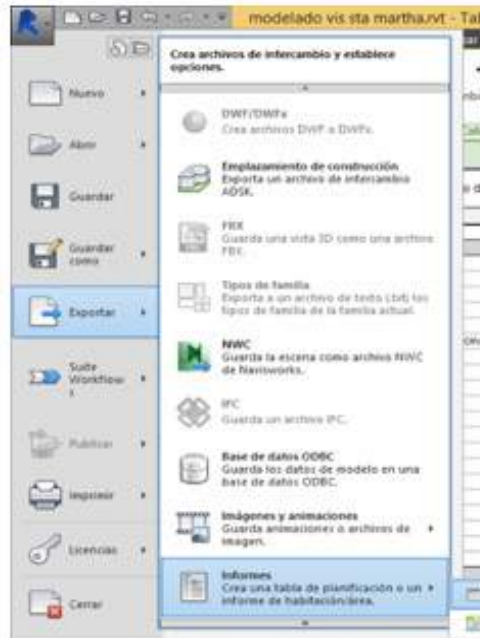 modelado vis sta martha.rvt - Tal
Crea archivos de intercambio y establece
opciones.
Nuevo
Abrir
Guardar
Guardar
como
Exportar
Suite
Workflow
s
Publicar
Imprimir
Licencias
Cerrar
DWF/DWFx
Crea archivos DWF o DWFx.
Emplazamiento de construcción
Exporta un archivo de intercambio
ADSK.
FBX
Guarda una vista 3D como una archivo
FBX.
Tipos de familia
Exporta a un archivo de texto (.txt) los
tipos de familia de la familia actual.
NWC
Guarda la escena como archivo NWC
de Navisworks.
IFC
Guarda un archivo IFC.
Base de datos ODBC
Guarda los datos de modelo en una
base de datos ODBC.
Imágenes y animaciones
Guarda animaciones o archivos de
imagen.
Informes
Crea una tabla de planificación o un
informe de habitación/área.